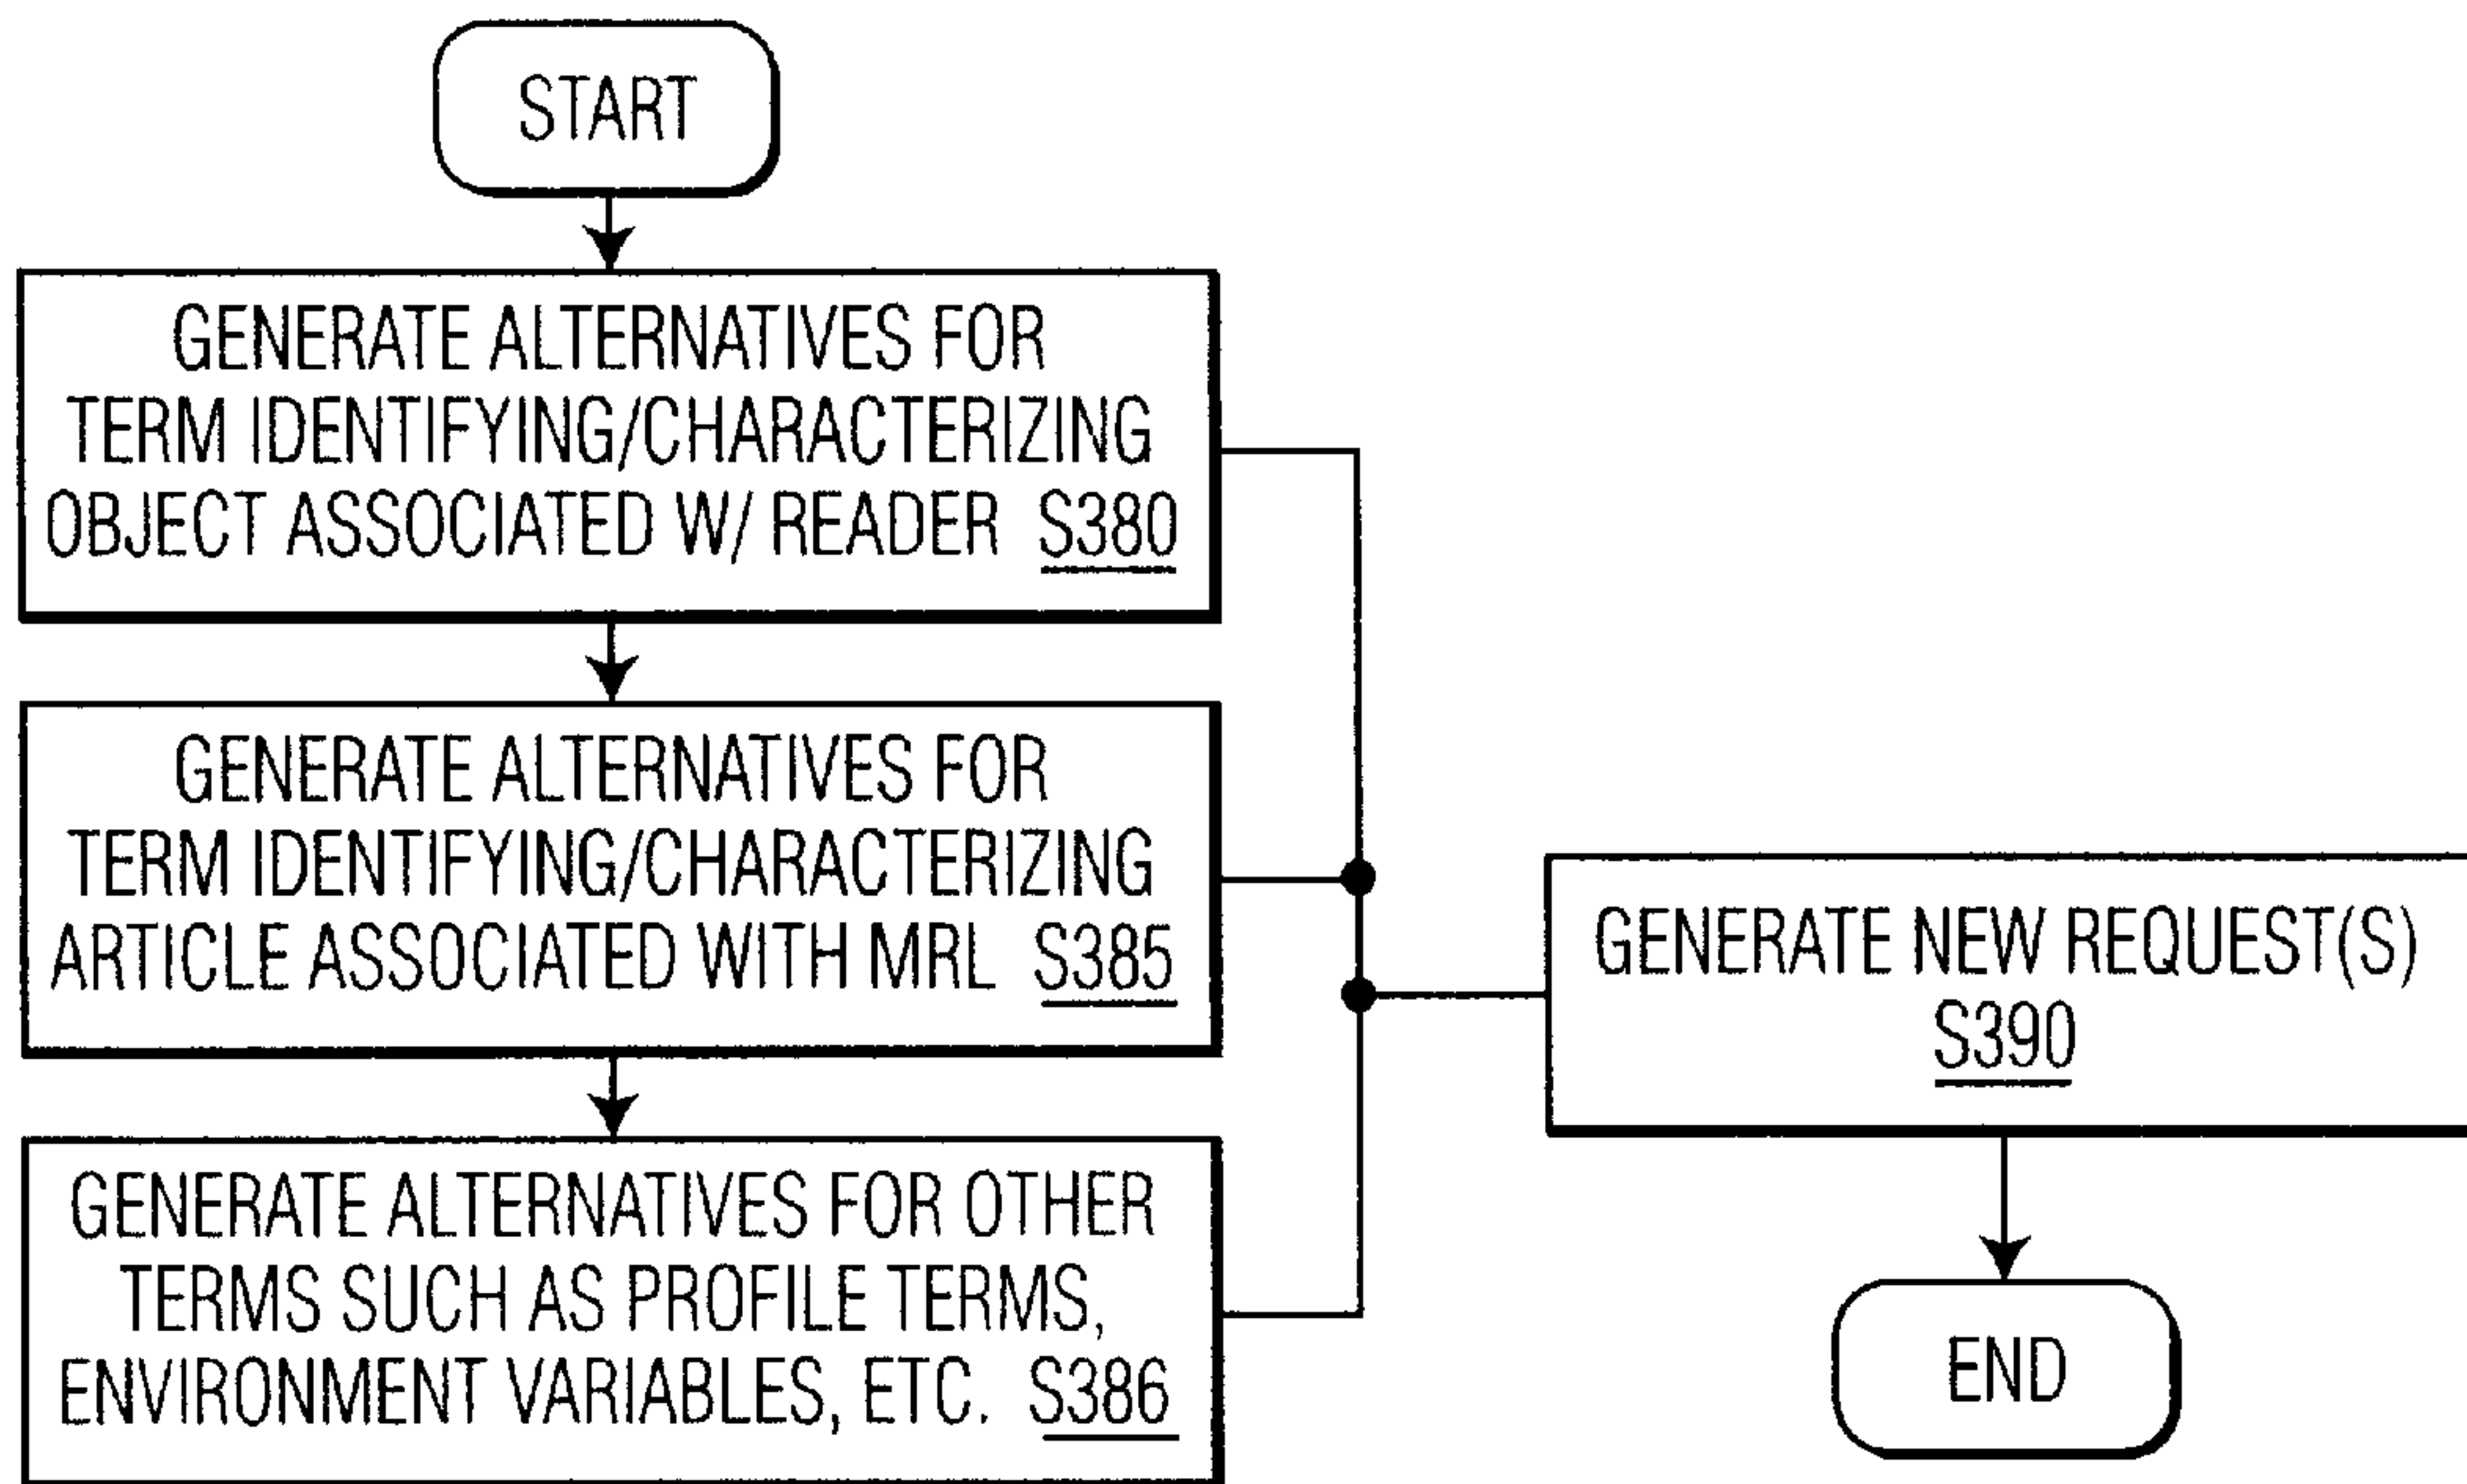 START
GENERATE ALTERNATIVES FOR
TERM IDENTIFYING/CHARACTERIZING
OBJECT ASSOCIATED W/ READER S380
GENERATE ALTERNATIVES FOR
TERM IDENTIFYING/CHARACTERIZING
ARTICLE ASSOCIATED WITH MRL S385
GENERATE ALTERNATIVES FOR OTHER
TERMS SUCH AS PROFILE TERMS,
ENVIRONMENT VARIABLES, ETC. S386
GENERATE NEW REQUEST(S)
S390
END